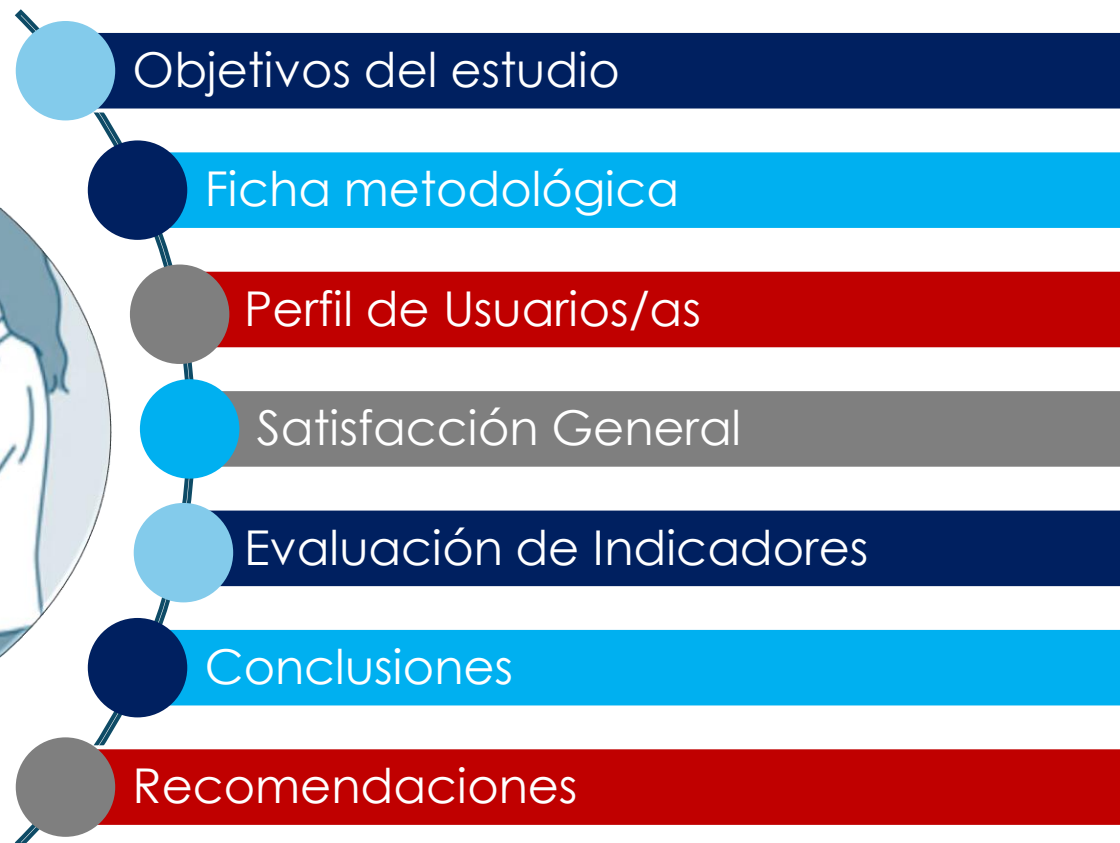 Objetivos del estudio
Ficha metodológica
Perfil de Usuarios/as
Satisfacción General
Evaluación de Indicadores
Conclusiones
Recomendaciones